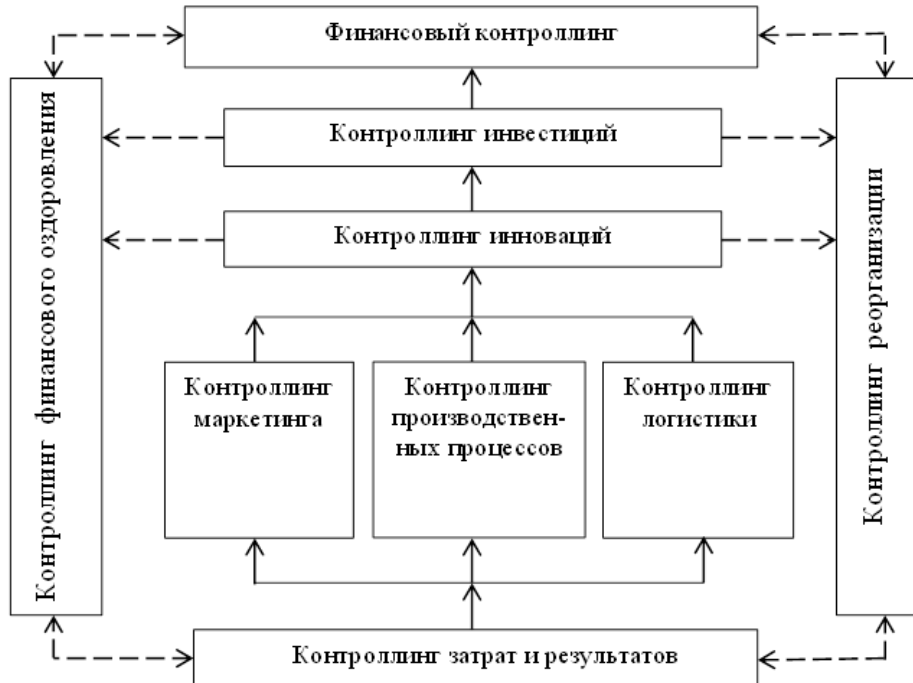 Финансовый контроллинг
Контроллинг финансового оздоровления
Контроллинг инвестиций
Контроллинг инноваций
Контроллинг
маркетинга
Контроллинг
производствен-
ных процессов
Контроллинг
логистики
Контроллинг реорганизации
Контроллинг затрат и результатов